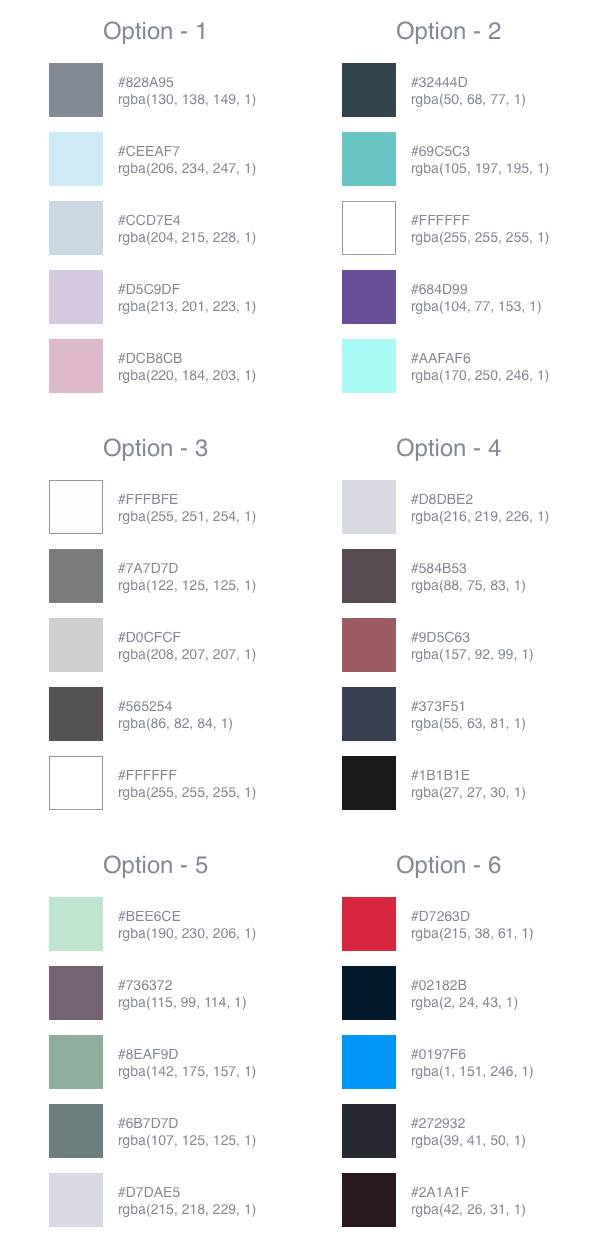 Option - 1
#828A95
rgba(130, 138, 149, 1)
#CEEAF7
rgba(206, 234, 247, 1)
#CCD7E4
rgba(204, 215, 228, 1)
#D5C9DF
rgba(213, 201, 223, 1)
#DCB8CB
rgba(220, 184, 203, 1)
Option - 2
#32444D
rgba(50, 68, 77, 1)
#69C5C3
rgba(105, 197, 195, 1)
#FFFFFF
rgba(255, 255, 255, 1)
#684D99
rgba(104, 77, 153, 1)
#AAFAF6
rgba(170, 250, 246, 1)
Option - 3
#FFFBFE
rgba(255, 251, 254, 1)
#7A7D7D
rgba(122, 125, 125, 1)
#D0CFCF
rgba(208, 207, 207, 1)
#565254
rgba(86, 82, 84, 1)
#FFFFFF
rgba(255, 255, 255, 1)
Option - 4
#D8DBE2
rgba(216, 219, 226, 1)
#584B53
rgba(88, 75, 83, 1)
#9D5C63
rgba(157, 92, 99, 1)
#373F51
rgba(55, 63, 81, 1)
#1B1B1E
rgba(27, 27, 30, 1)
Option - 5
#BEE6CE
rgba(190, 230, 206, 1)
#736372
rgba(115, 99, 114, 1)
#8EAF9D
rgba(142, 175, 157, 1)
#6B7D7D
rgba(107, 125, 125, 1)
#D7DAE5
rgba(215, 218, 229, 1)
Option - 6
#D7263D
rgba(215, 38, 61, 1)
#02182B
rgba(2, 24, 43, 1)
#0197F6
rgba(1, 151, 246, 1)
#272932
rgba(39, 41, 50, 1)
#2A1A1F
rgba(42, 26, 31, 1)